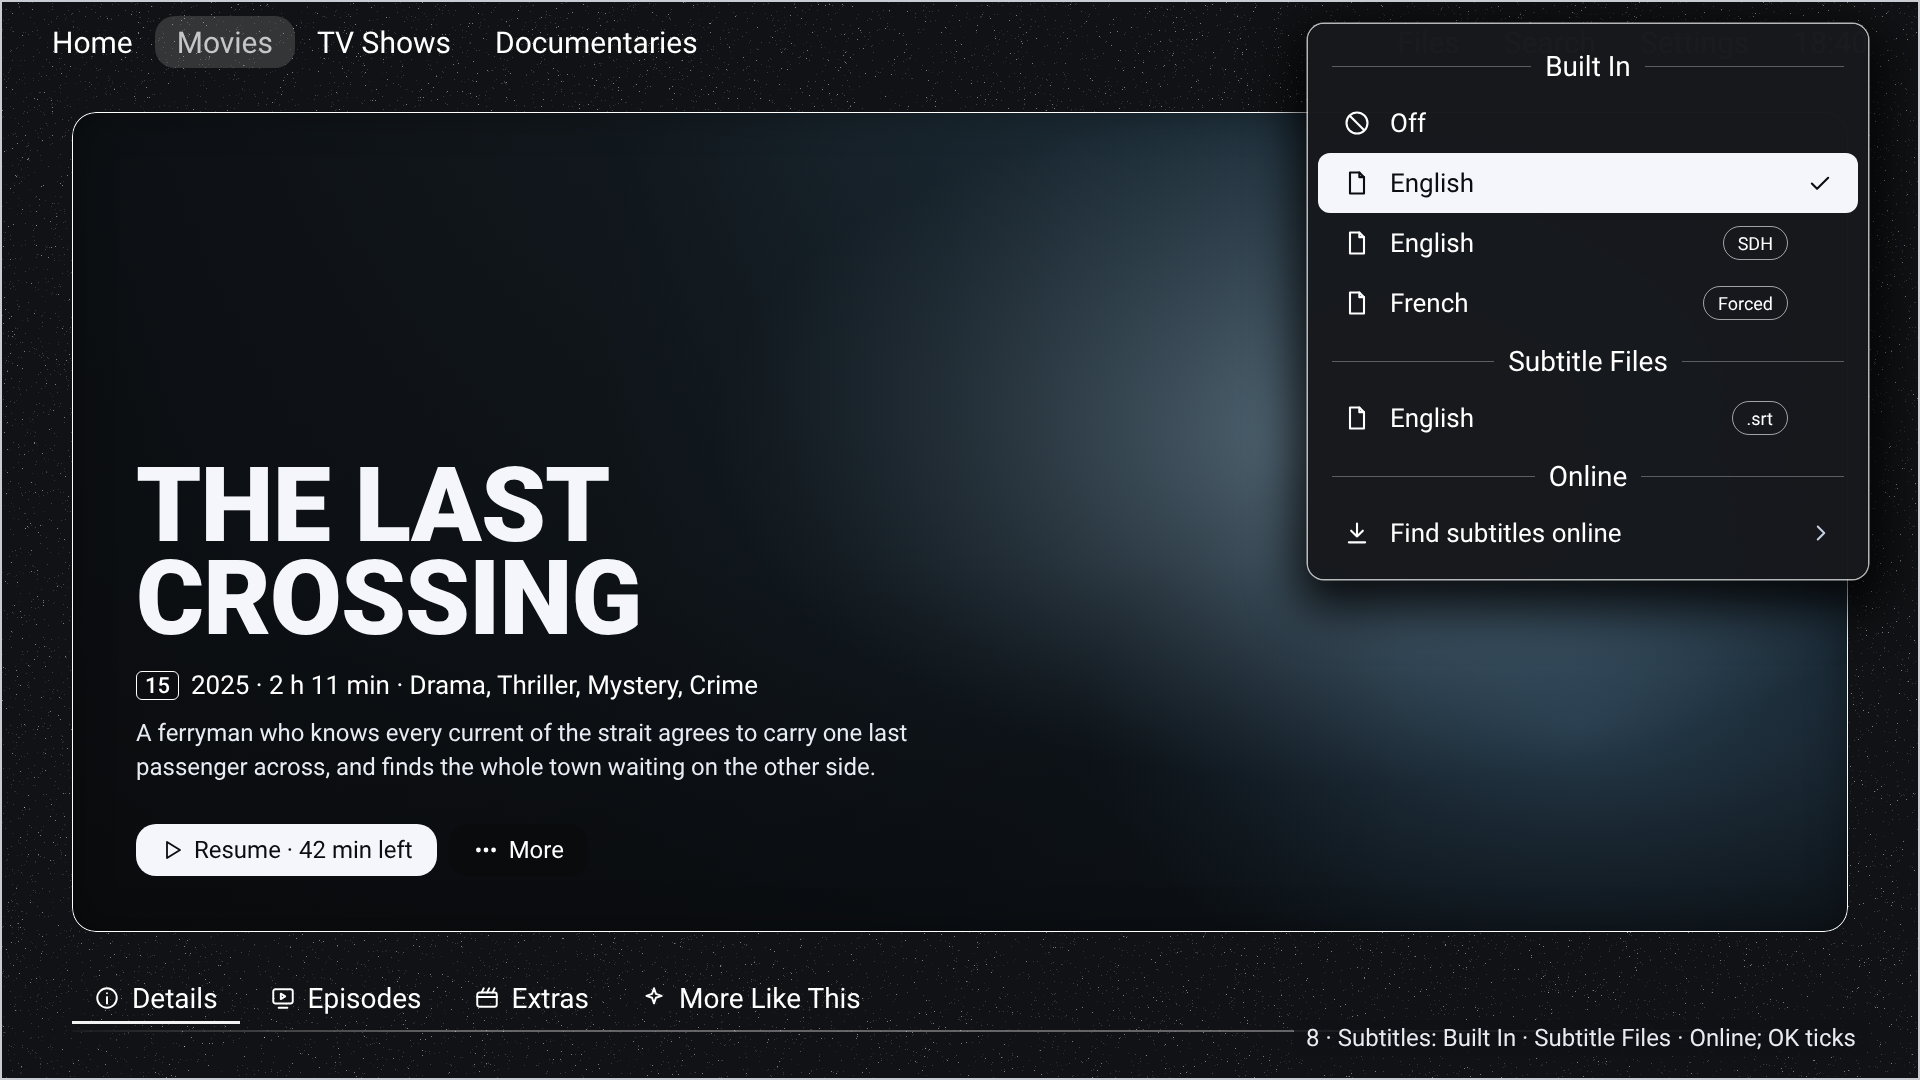 Home Movies TV Shows Documentaries
Files Search Settings
Built In
Off
English
English SDH
French Forced
Subtitle Files
English .srt
Online
Find subtitles online
THE LAST
CROSSING
15 2025 · 2 h 11 min · Drama, Thriller, Mystery, Crime
A ferryman who knows every current of the strait agrees to carry one last
passenger across, and finds the whole town waiting on the other side.
Resume · 42 min left
More
Details Episodes Extras More Like This
8 · Subtitles: Built In · Subtitle Files · Online; OK ticks